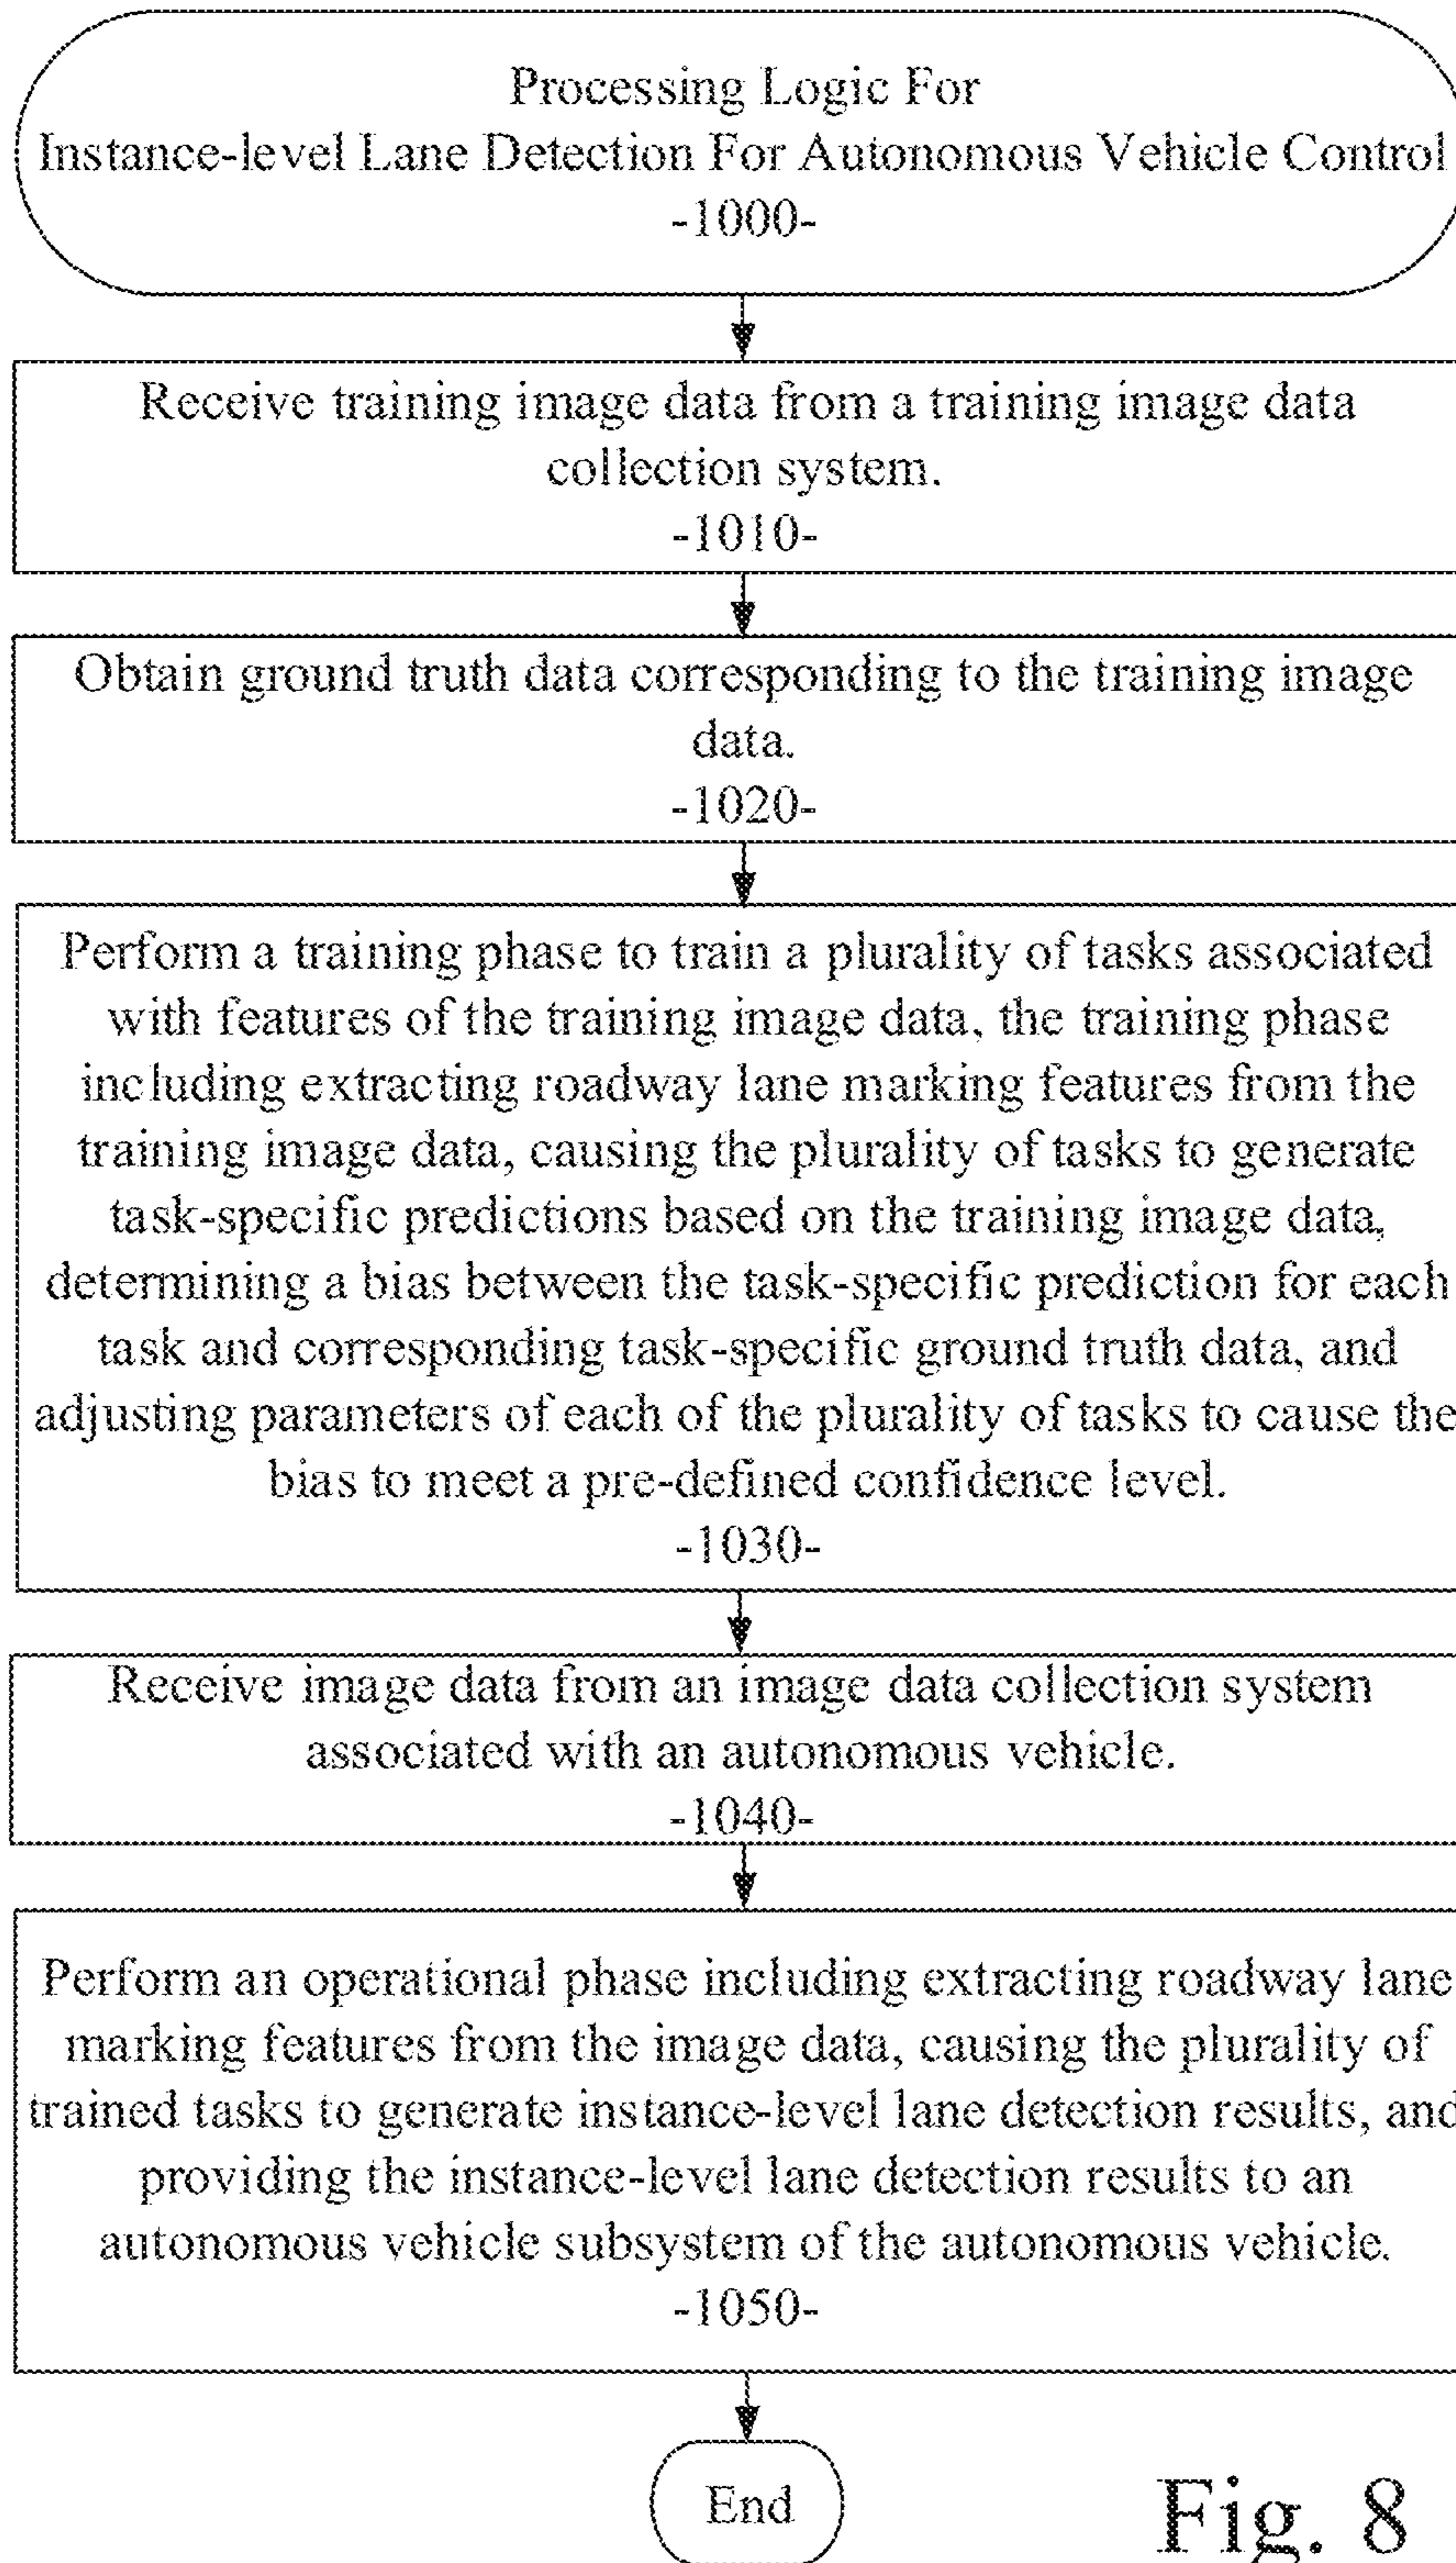 Processing Logic For
Instance-level Lane Detection For Autonomous Vehicle Control
-1000-
Receive training image data from a training image data
collection system.
-1010-
Obtain ground truth data corresponding to the training image
data.
-1020-
Perform a training phase to train a plurality of tasks associated
with features of the training image data, the training phase
including extracting roadway lane marking features from the
training image data, causing the plurality of tasks to generate
task-specific predictions based on the training image data,
determining a bias between the task-specific prediction for each
task and corresponding task-specific ground truth data, and
adjusting parameters of each of the plurality of tasks to cause the
bias to meet a pre-defined confidence level.
-1030-
Receive image data from an image data collection system
associated with an autonomous vehicle.
-1040-
Perform an operational phase including extracting roadway lane
marking features from the image data, causing the plurality of
trained tasks to generate instance-level lane detection results, and
providing the instance-level lane detection results to an
autonomous vehicle subsystem of the autonomous vehicle.
-1050-
End
Fig. 8